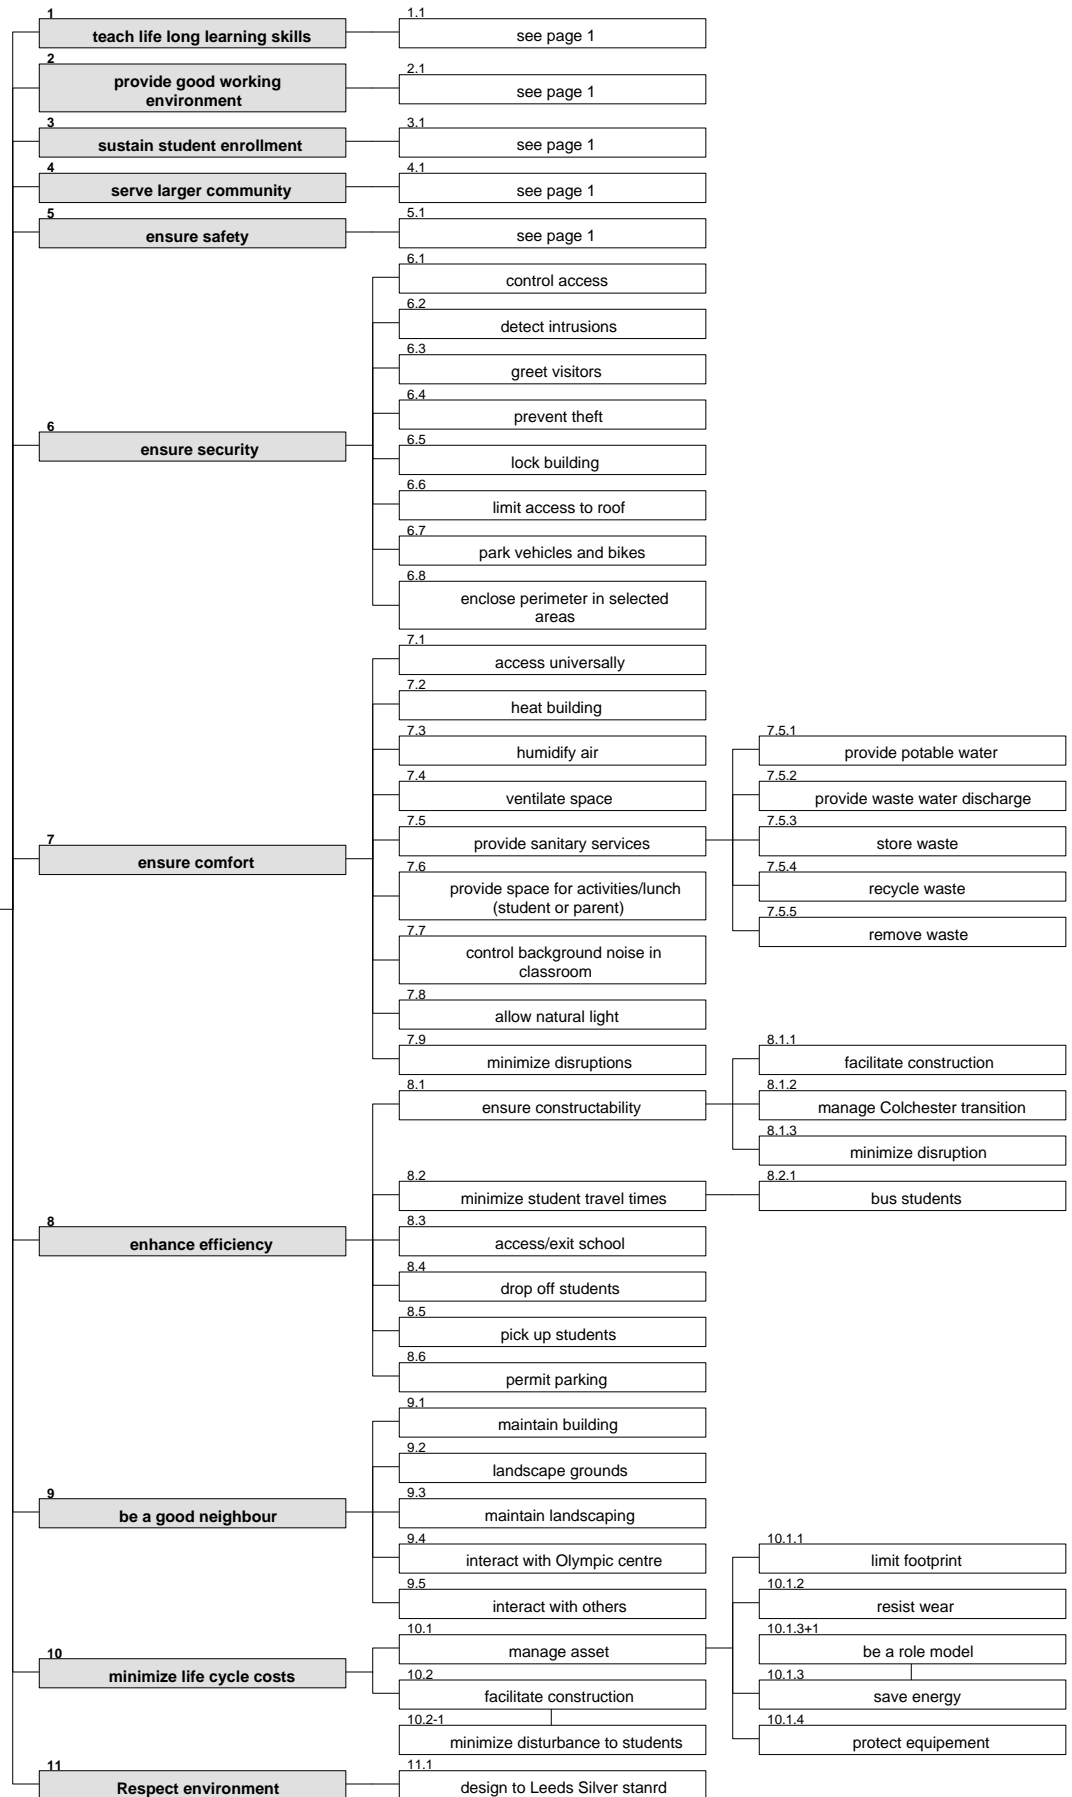 1
teach life long learning skills
1.1
see page 1
2
provide good working
environment
2.1
see page 1
3
sustain student enrollment
3.1
see page 1
4
serve larger community
4.1
see page 1
5
ensure safety
5.1
see page 1
6
ensure security
6.1
control access
6.2
detect intrusions
6.3
greet visitors
6.4
prevent theft
6.5
lock building
6.6
limit access to roof
6.7
park vehicles and bikes
6.8
enclose perimeter in selected
areas
7
ensure comfort
7.1
access universally
7.2
heat building
7.3
humidify air
7.4
ventilate space
7.5
provide sanitary services
7.5.1
provide potable water
7.5.2
provide waste water discharge
7.5.3
store waste
7.5.4
recycle waste
7.5.5
remove waste
7.6
provide space for activities/lunch
(student or parent)
7.7
control background noise in
classroom
7.8
allow natural light
7.9
minimize disruptions
8
enhance efficiency
8.1
ensure constructability
8.1.1
facilitate construction
8.1.2
manage Colchester transition
8.1.3
minimize disruption
8.2
minimize student travel times
8.2.1
bus students
8.3
access/exit school
8.4
drop off students
8.5
pick up students
8.6
permit parking
9
be a good neighbour
9.1
maintain building
9.2
landscape grounds
9.3
maintain landscaping
9.4
interact with Olympic centre
9.5
interact with others
10
minimize life cycle costs
10.1
manage asset
10.1.1
limit footprint
10.1.2
resist wear
10.1.3+1
be a role model
10.1.3
save energy
10.1.4
protect equipement
10.2
facilitate construction
10.2-1
minimize disturbance to students
11
Respect environment
11.1
design to Leeds Silver stanrd